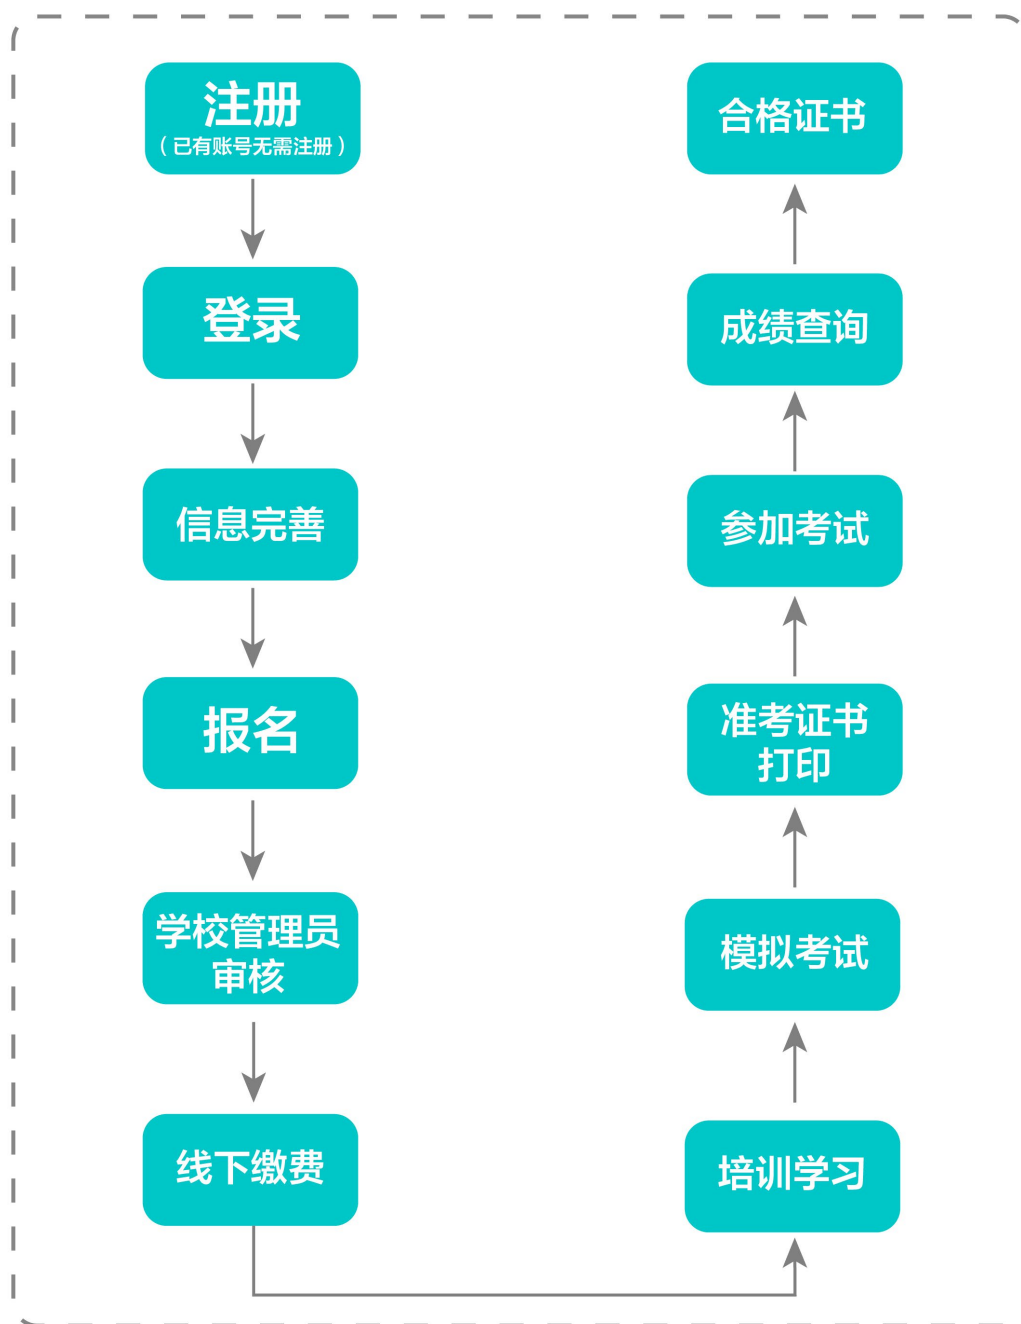 注册
（已有账号无需注册）
登录
信息完善
报名
学校管理员
审核
线下缴费
培训学习
模拟考试
准考证书
打印
参加考试
成绩查询
合格证书